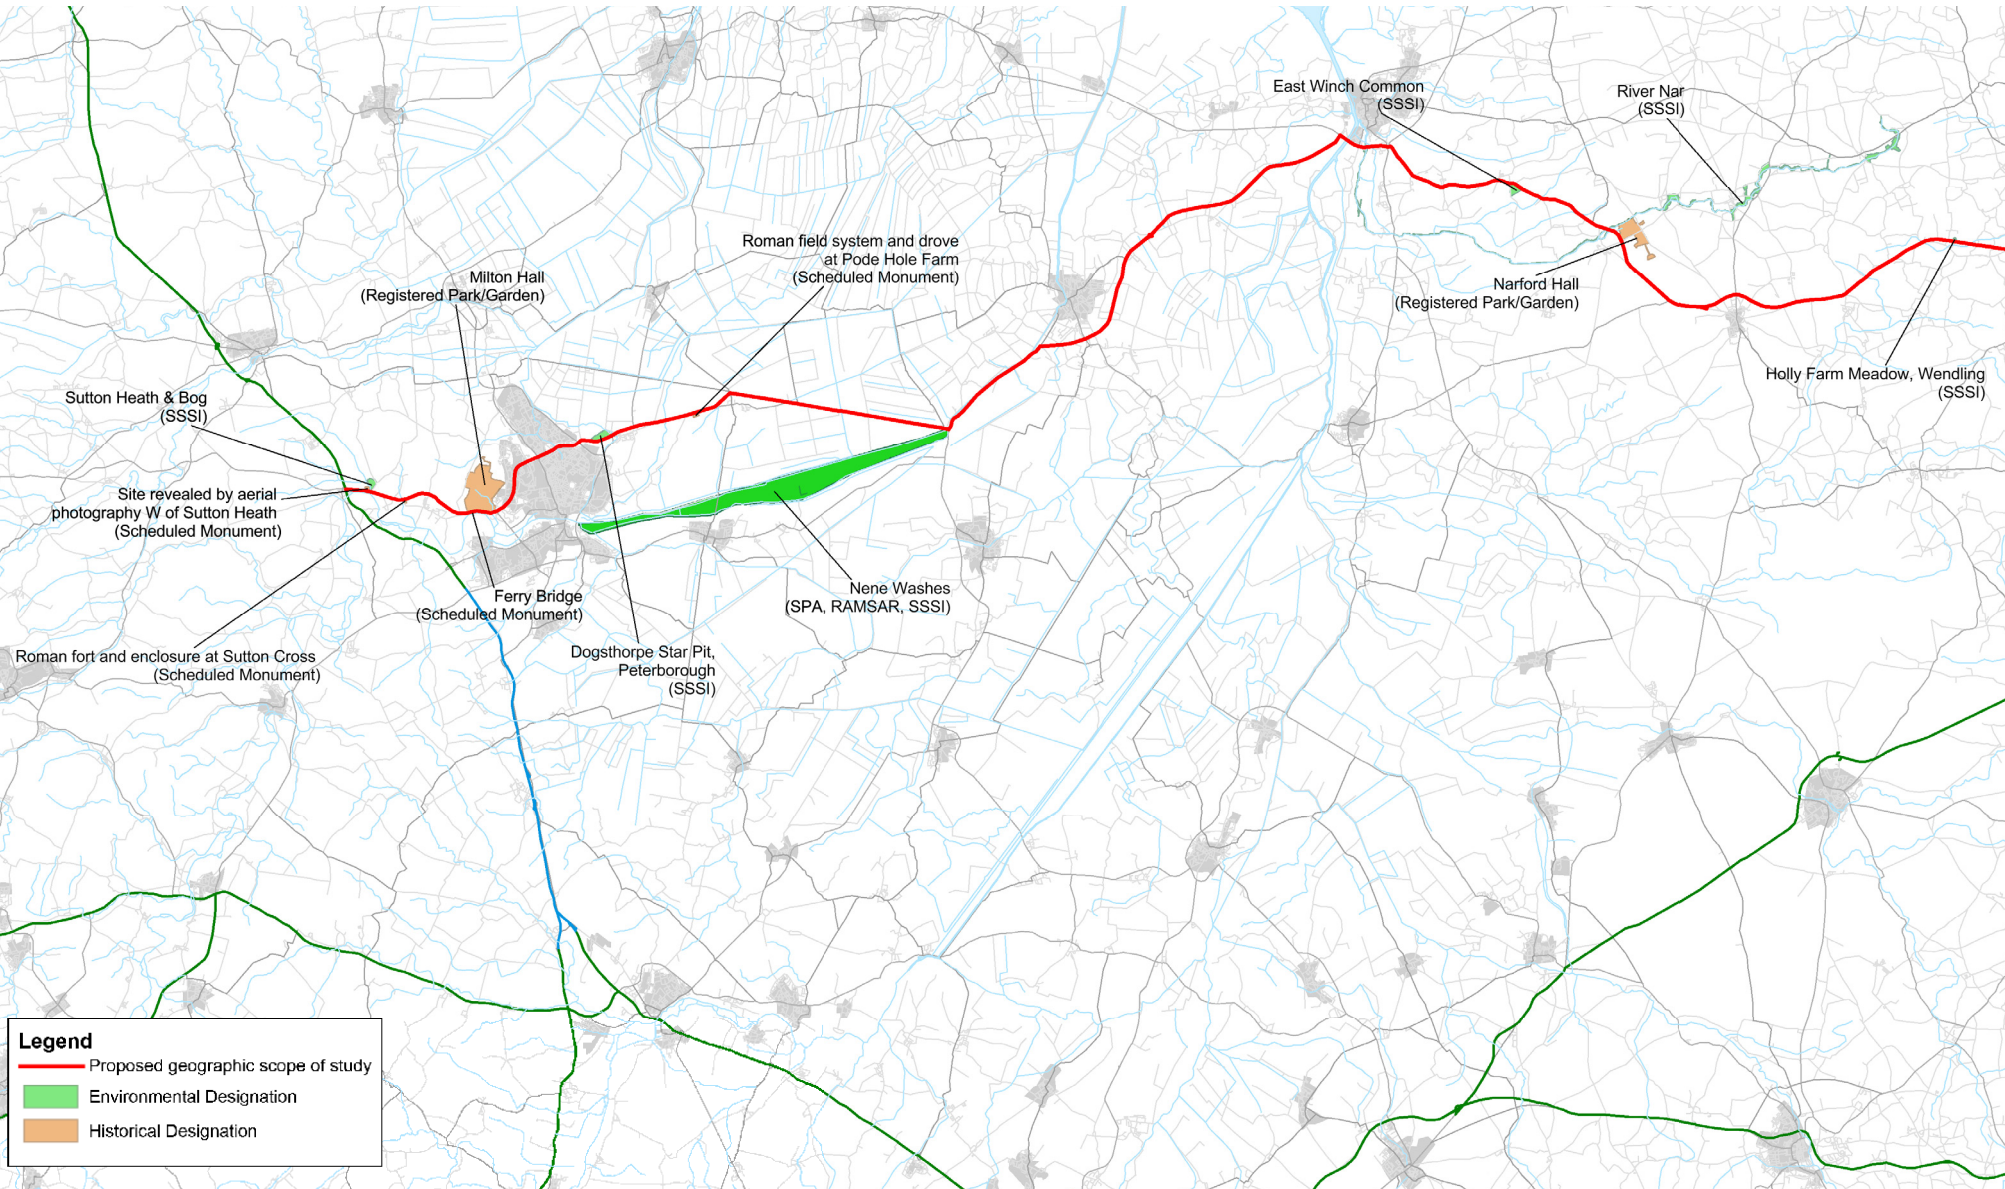 East Winch Common
(SSSI)
River Nar
(SSSI)
Roman field system and drove
at Pode Hole Farm
(Scheduled Monument)
Milton Hall
(Registered Park/Garden)
Narford Hall
(Registered Park/Garden)
Holly Farm Meadow, Wendling
(SSSI)
Sutton Heath & Bog
(SSSI)
Site revealed by aerial
photography W of Sutton Heath
(Scheduled Monument)
Ferry Bridge
(Scheduled Monument)
Nene Washes
(SPA, RAMSAR, SSSI)
Roman fort and enclosure at Sutton Cross
(Scheduled Monument)
Dogsthorpe Star Pit,
Peterborough
(SSSI)
Legend
Proposed geographic scope of study
Environmental Designation
Historical Designation